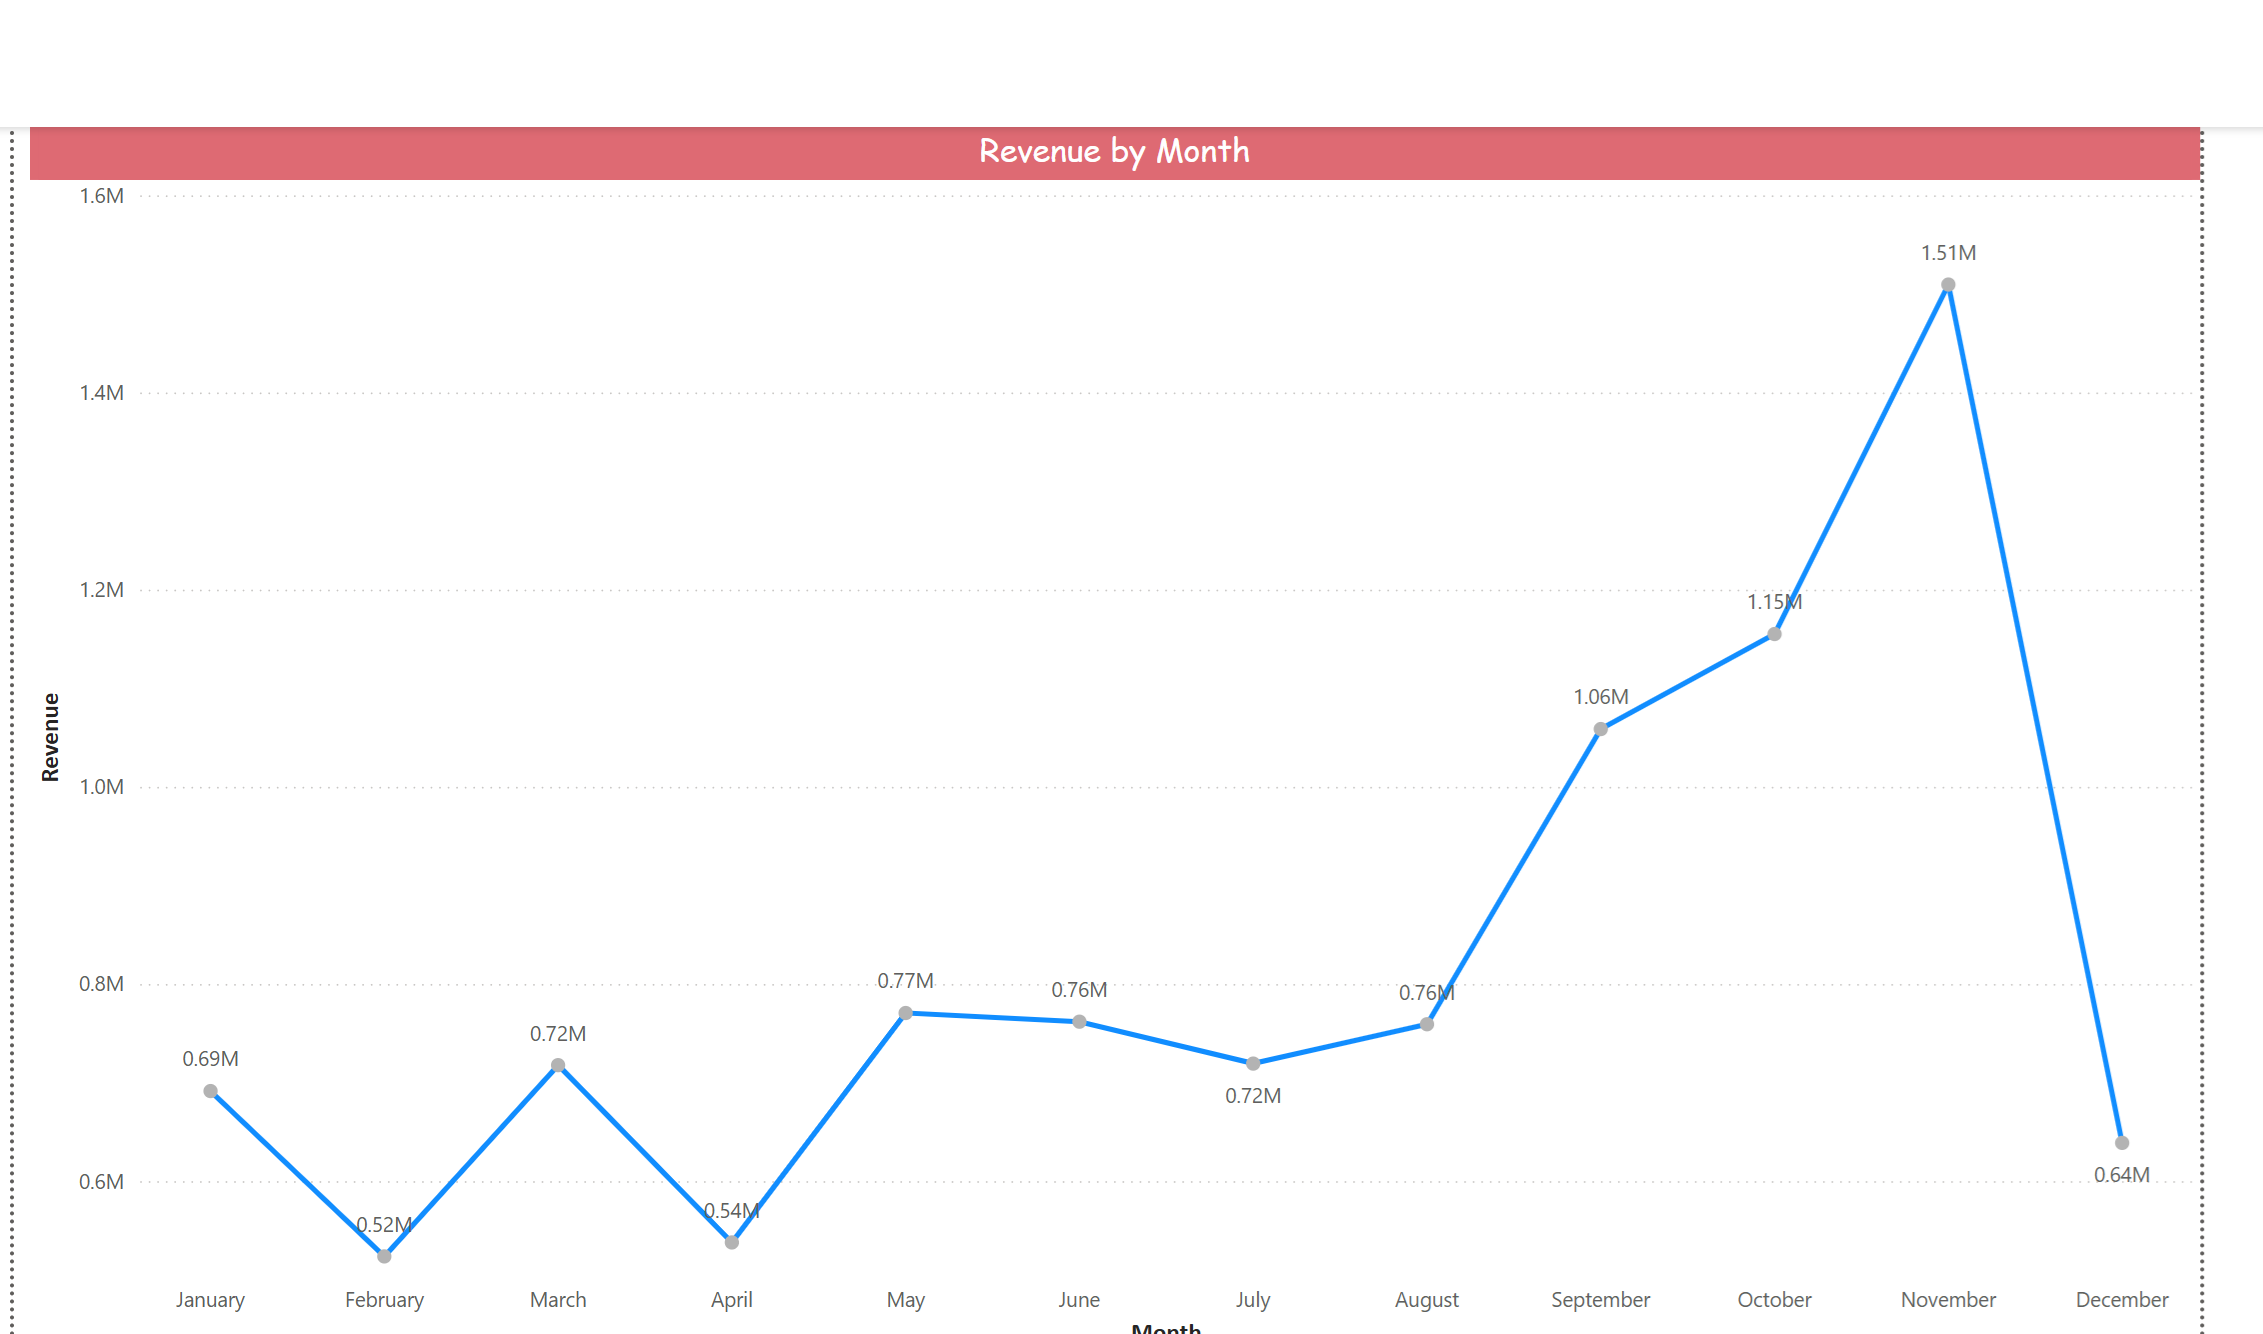 Revenue by Month
1.6M
1.51M
1.4M
1.2M
1.15M
1.06M
Revenue
1.0M
0.8M
0.77M
0.76M
0.76M
0.72M
0.69M
0.72M
0.64M
0.6M
0.54M
0.52M
January February March April May June July August September October November December
Month